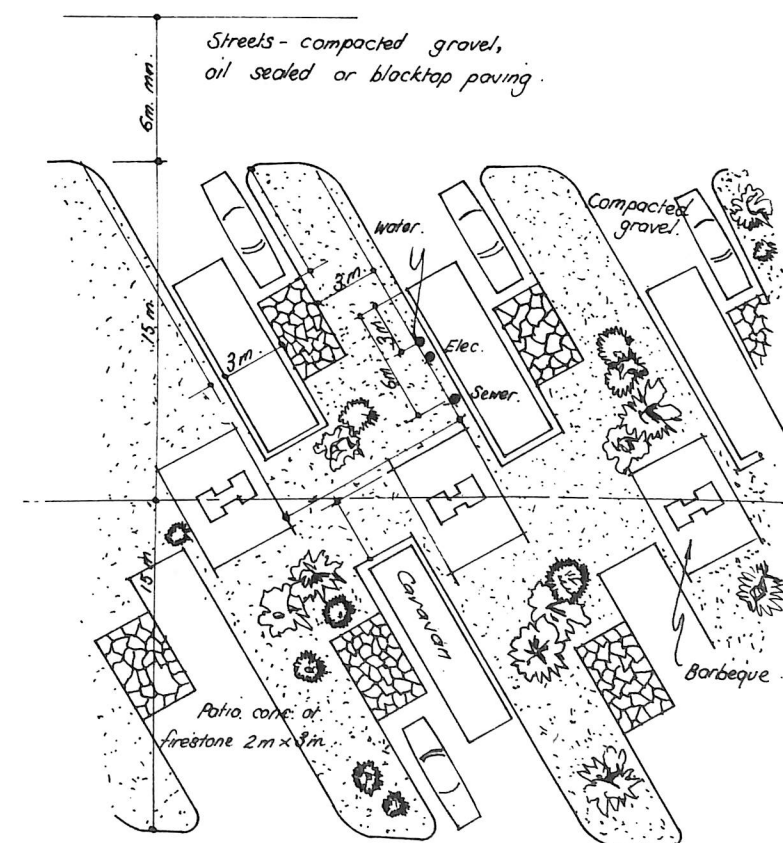 Streets - compacted gravel,
oil sealed or blacktop paving.
6m. mn.
Compacted
gravel.
Water.
3m
15 m.
3m
Elec.
6m
3m
Sewer
15 m
Caravan
Barbeque
Patio. conc. or
firestone 2m x 3m.